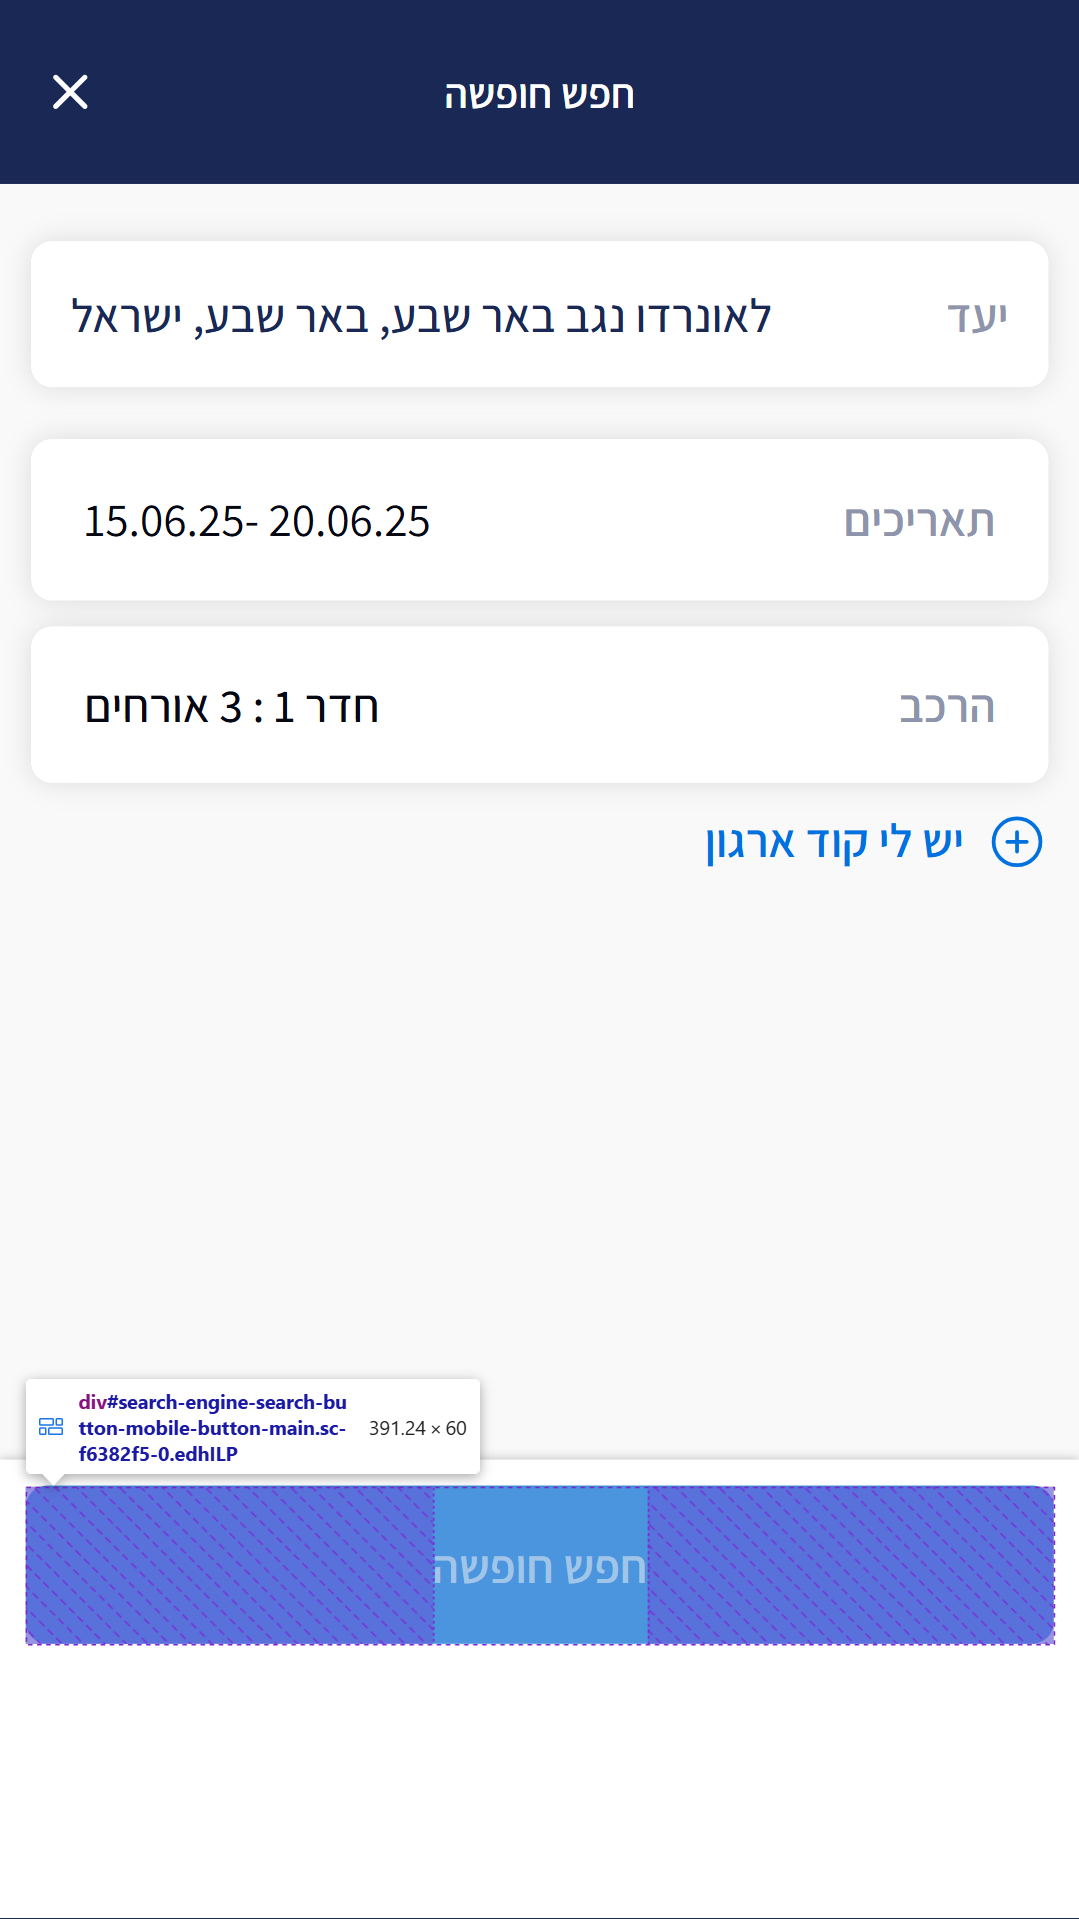 חפש חופשה
יעד
לאונרדו נגב באר שבע, באר שבע, ישראל
תאריכים
15.06.25- 20.06.25
הרכב
חדר 1 : 3 אורחים
יש לי קוד ארגון
div#search-engine-search-bu
tton-mobile-button-main.sc-
f6382f5-0.edhILP
391.24 × 60
חפש חופשה